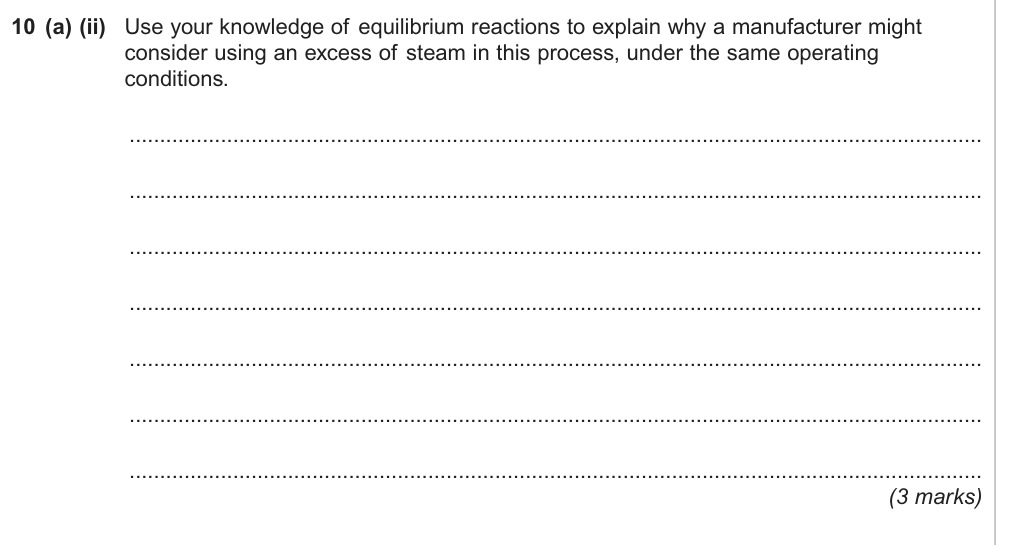 10 (a) (ii) Use your knowledge of equilibrium reactions to explain why a manufacturer might
consider using an excess of steam in this process, under the same operating
conditions.
(3 marks)